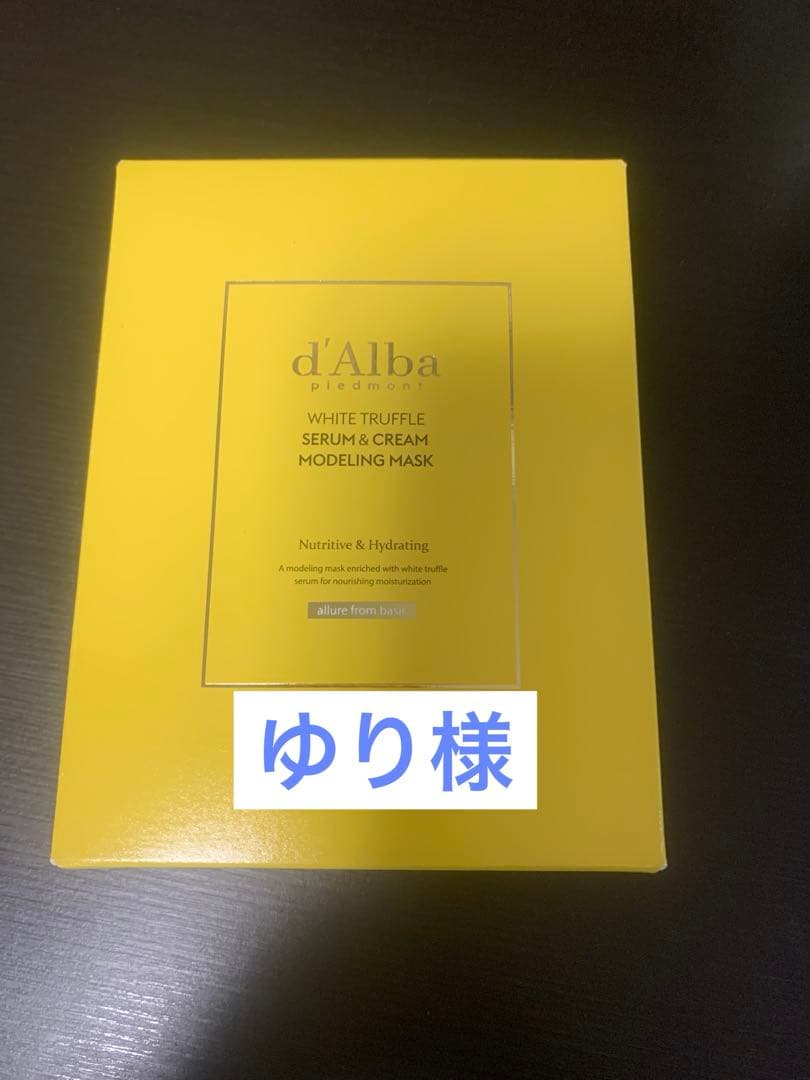 d'Alba
piedmont
WHITE TRUFFLE
SERUM & CREAM
MODELING MASK
Nutritive & Hydrating
A modeling mask enriched with white truffle
serum for nourishing moisturization
allure from basic
ゆり様